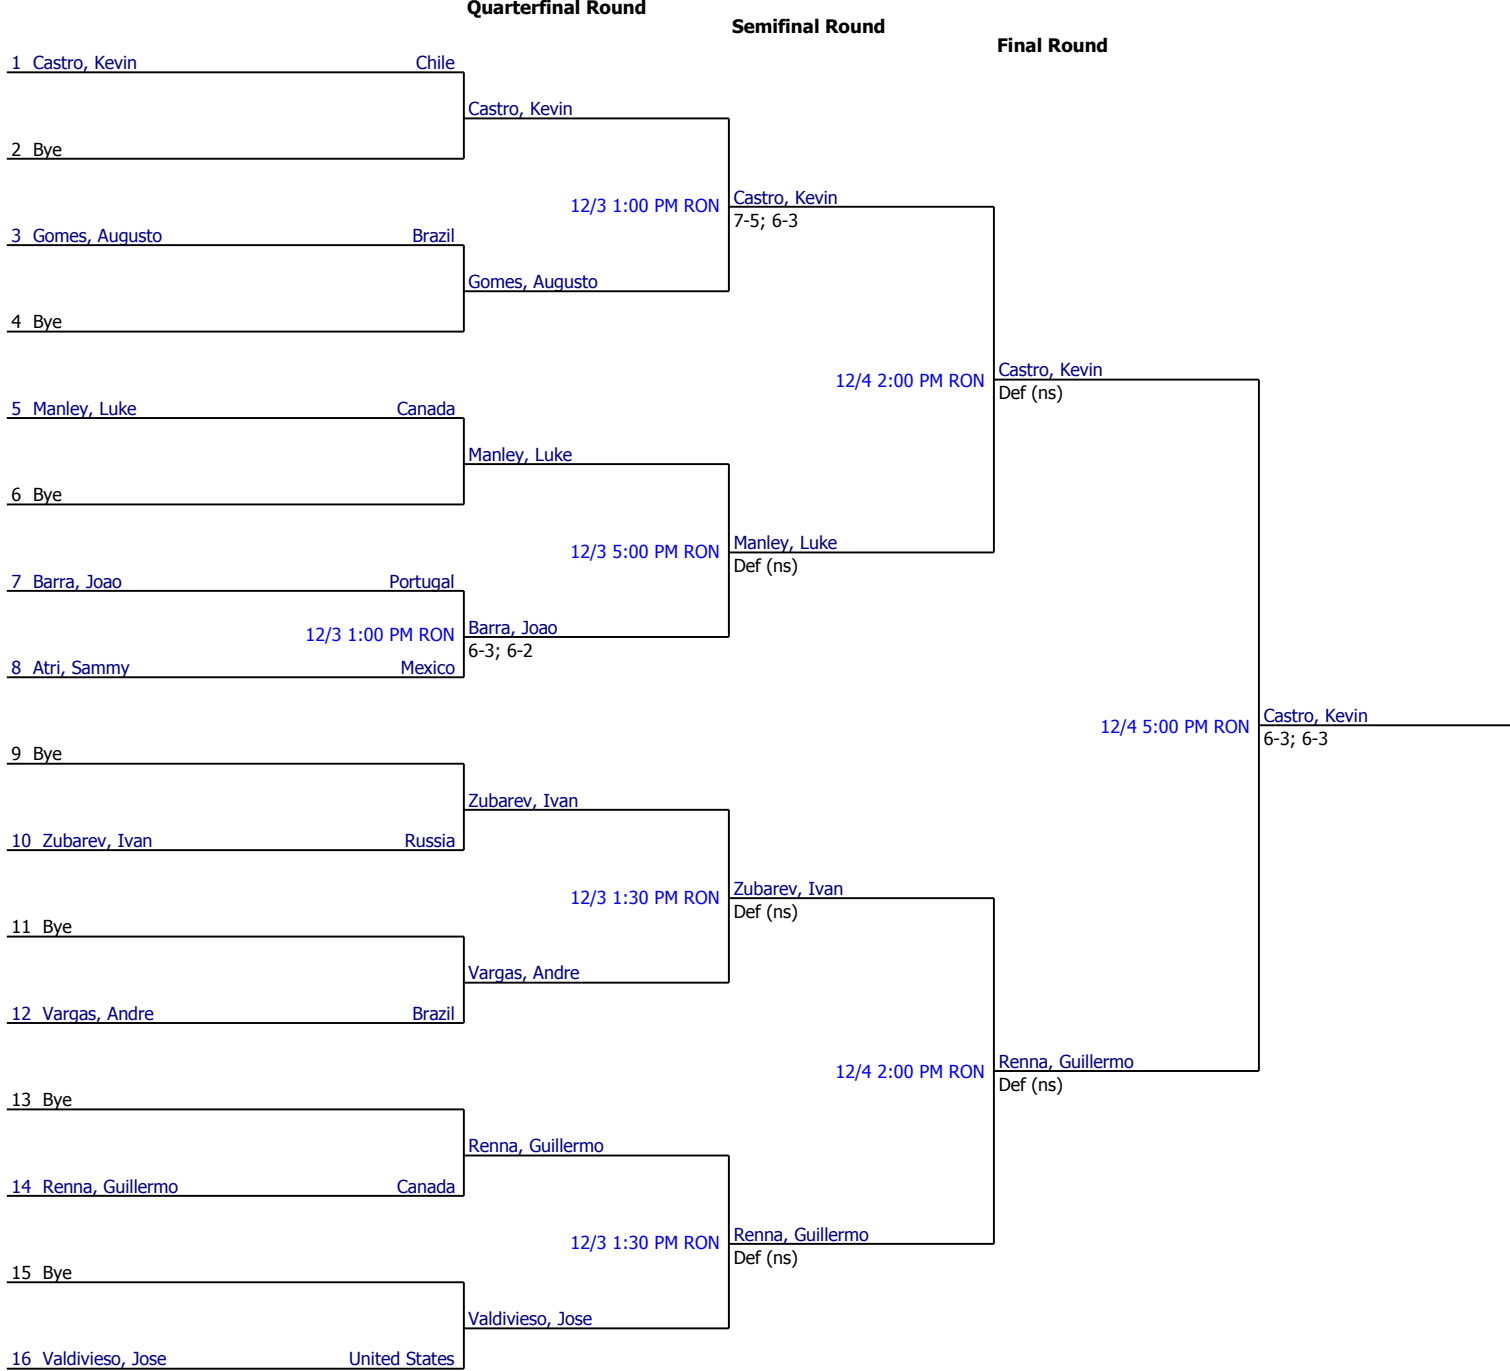 Quarterfinal Round
Semifinal Round
Final Round
1 Castro, Kevin Chile
Castro, Kevin
2 Bye
12/3 1:00 PM RON Castro, Kevin
7-5; 6-3
3 Gomes, Augusto Brazil
Gomes, Augusto
4 Bye
12/4 2:00 PM RON Castro, Kevin
Def (ns)
5 Manley, Luke Canada
Manley, Luke
6 Bye
12/3 5:00 PM RON Manley, Luke
Def (ns)
7 Barra, Joao Portugal
12/3 1:00 PM RON Barra, Joao
6-3; 6-2
8 Atri, Sammy Mexico
12/4 5:00 PM RON Castro, Kevin
6-3; 6-3
9 Bye
Zubarev, Ivan
10 Zubarev, Ivan Russia
12/3 1:30 PM RON Zubarev, Ivan
Def (ns)
11 Bye
Vargas, Andre
12 Vargas, Andre Brazil
12/4 2:00 PM RON Renna, Guillermo
Def (ns)
13 Bye
Renna, Guillermo
14 Renna, Guillermo Canada
12/3 1:30 PM RON Renna, Guillermo
Def (ns)
15 Bye
Valdivieso, Jose
16 Valdivieso, Jose United States